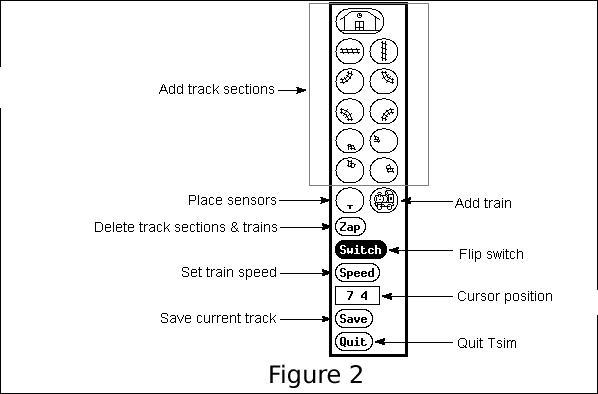 Add track sections
Place sensors
Add train
Delete track sections & trains
Zap
Switch
Flip switch
Set train speed
Speed
7 4
Cursor position
Save current track
Save
Quit
Quit Tsim
Figure 2